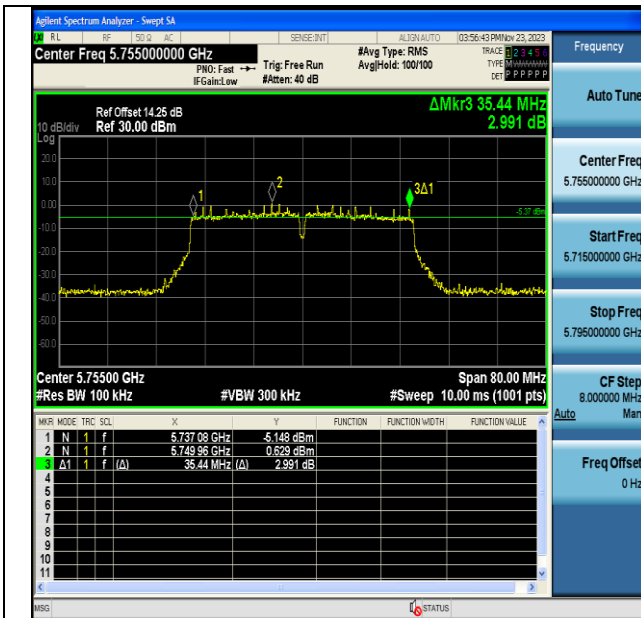 Agilent Spectrum Analyzer - Swept SA
RL RF 50 Ω AC SENSE:INT ALIGN AUTO 03:56:43 PM Nov 23, 2023
Center Freq 5.755000000 GHz
PNO: Fast
IFGain:Low
Trig: Free Run
#Atten: 40 dB
#Avg Type: RMS
Avg|Hold: 100/100
TRACE 1 2 3 4 5 6
TYPE M
DET P P P P P P
Ref Offset 14.25 dB
10 dB/div Ref 30.00 dBm
Log
ΔMkr3 35.44 MHz
2.991 dB
20.0
10.0
0.00
-10.0
-20.0
-30.0
-40.0
-50.0
-60.0
1
2
3Δ1
-5.37 dBm
Center 5.75500 GHz Span 80.00 MHz
#Res BW 100 kHz #VBW 300 kHz #Sweep 10.00 ms (1001 pts)
MKR MODE TRC SCL X Y FUNCTION FUNCTION WIDTH FUNCTION VALUE
1 N 1 f 5.737 08 GHz -5.148 dBm
2 N 1 f 5.749 96 GHz 0.629 dBm
3 Δ1 1 f (Δ) 35.44 MHz (Δ) 2.991 dB
4
5
6
7
8
9
10
11
MSG STATUS
Frequency
Auto Tune
Center Freq
5.755000000 GHz
Start Freq
5.715000000 GHz
Stop Freq
5.795000000 GHz
CF Step
8.000000 MHz
Auto Man
Freq Offset
0 Hz